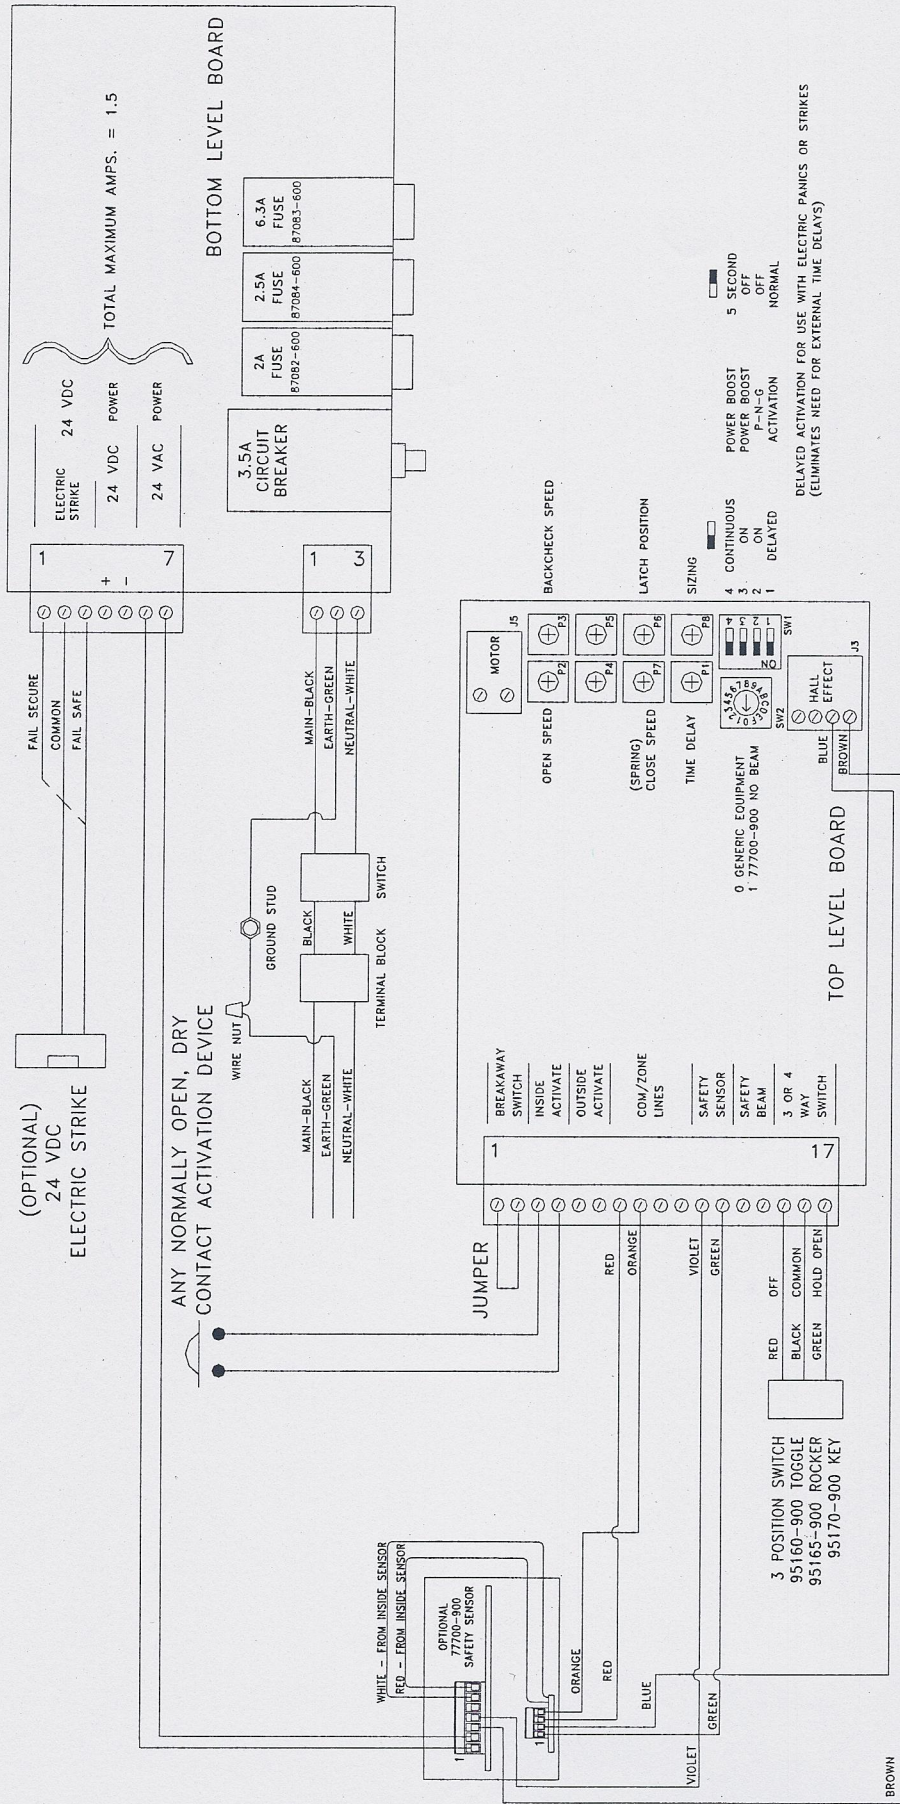 (OPTIONAL)
24 VDC
ELECTRIC STRIKE
FAIL SECURE
COMMON
FAIL SAFE
1
7
ELECTRIC
STRIKE
24 VDC
+
-
24 VDC
POWER
24 VAC
POWER
TOTAL MAXIMUM AMPS. = 1.5
BOTTOM LEVEL BOARD
3.5A
CIRCUIT
BREAKER
2A
FUSE
87082-600
2.5A
FUSE
87084-600
6.3A
FUSE
87083-600
ANY NORMALLY OPEN, DRY
CONTACT ACTIVATION DEVICE
WIRE NUT
GROUND STUD
MAIN-BLACK
EARTH-GREEN
NEUTRAL-WHITE
TERMINAL BLOCK
BLACK
WHITE
SWITCH
MAIN-BLACK
EARTH-GREEN
NEUTRAL-WHITE
1
3
WHITE - FROM INSIDE SENSOR
RED - FROM INSIDE SENSOR
OPTIONAL
77700-900
SAFETY SENSOR
1
1
ORANGE
RED
BLUE
GREEN
VIOLET
BROWN
JUMPER
RED
ORANGE
VIOLET
GREEN
3 POSITION SWITCH
95160-900 TOGGLE
95165-900 ROCKER
95170-900 KEY
RED
OFF
BLACK
COMMON
GREEN
HOLD OPEN
1
17
BREAKAWAY
SWITCH
INSIDE
ACTIVATE
OUTSIDE
ACTIVATE
COM/ZONE
LINES
SAFETY
SENSOR
SAFETY
BEAM
3 OR 4
WAY
SWITCH
TOP LEVEL BOARD
0 GENERIC EQUIPMENT
1 77700-900 NO BEAM
MOTOR
J5
OPEN SPEED
P2
P3
BACKCHECK SPEED
P4
P5
(SPRING)
CLOSE SPEED
P7
P6
LATCH POSITION
TIME DELAY
P1
P8
SIZING
0123456789ABCDEF
SW2
ON
1 2 3 4
SW1
HALL
EFFECT
J3
BLUE
BROWN
4 CONTINUOUS POWER BOOST 5 SECOND
3 ON POWER BOOST OFF
2 ON P-N-G OFF
1 DELAYED ACTIVATION NORMAL
DELAYED ACTIVATION FOR USE WITH ELECTRIC PANICS OR STRIKES
(ELIMINATES NEED FOR EXTERNAL TIME DELAYS)